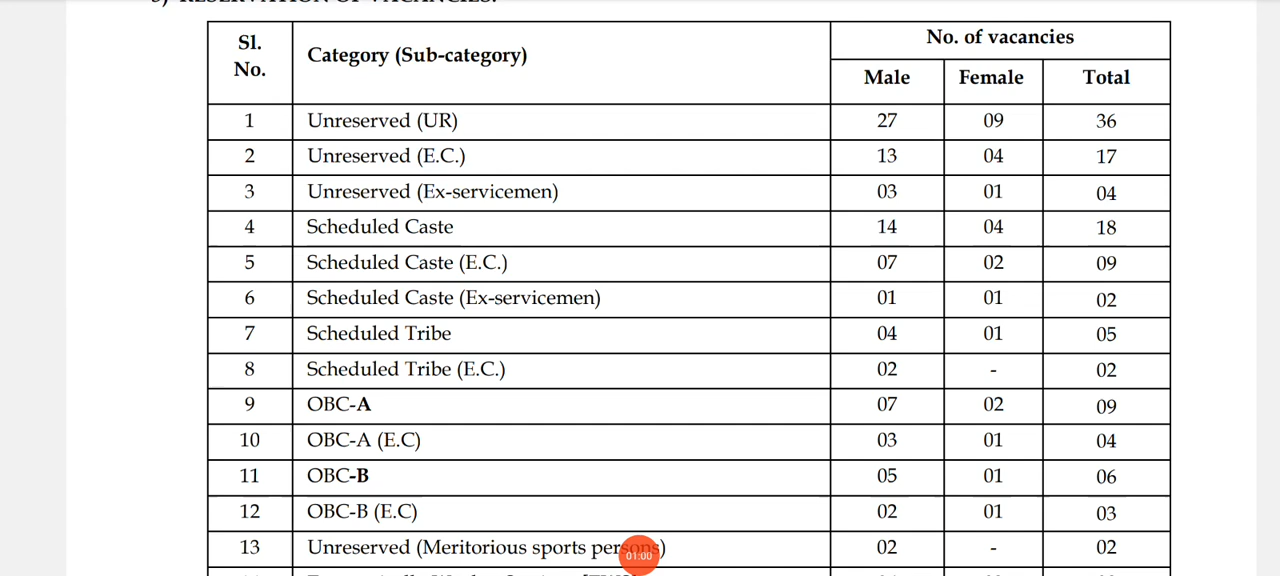 Sl. No. Category (Sub-category) No. of vacancies
Male Female Total
1 Unreserved (UR) 27 09 36
2 Unreserved (E.C.) 13 04 17
3 Unreserved (Ex-servicemen) 03 01 04
4 Scheduled Caste 14 04 18
5 Scheduled Caste (E.C.) 07 02 09
6 Scheduled Caste (Ex-servicemen) 01 01 02
7 Scheduled Tribe 04 01 05
8 Scheduled Tribe (E.C.) 02 - 02
9 OBC-A 07 02 09
10 OBC-A (E.C) 03 01 04
11 OBC-B 05 01 06
12 OBC-B (E.C) 02 01 03
13 Unreserved (Meritorious sports persons) 02 - 02
01:00